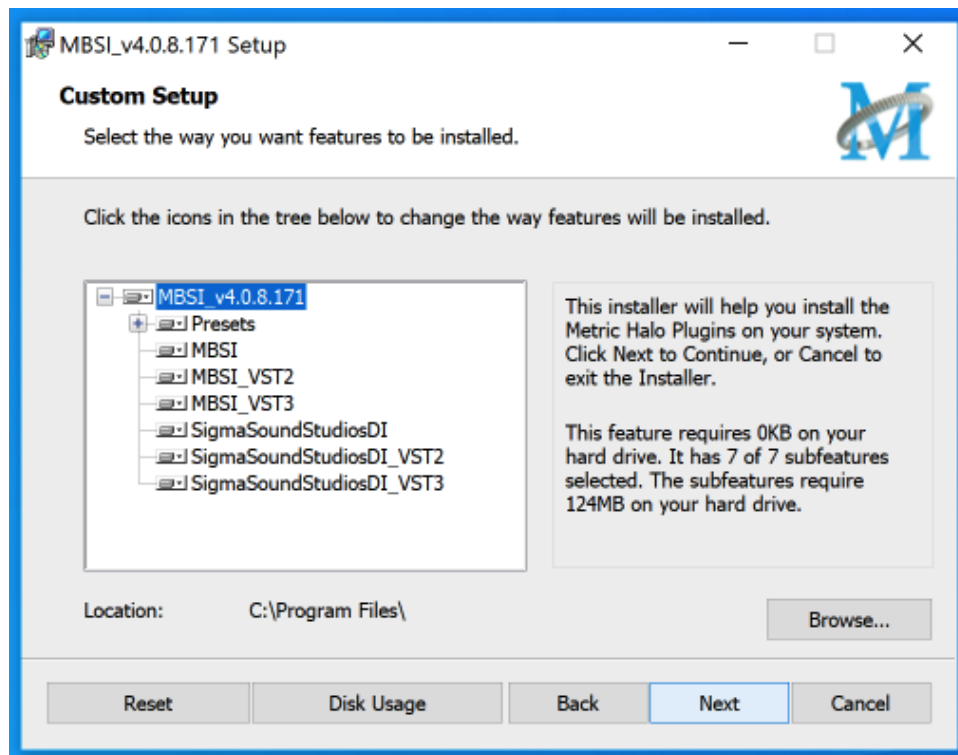 MBSI_v4.0.8.171 Setup
Custom Setup
Select the way you want features to be installed.
M
Click the icons in the tree below to change the way features will be installed.
MBSI_v4.0.8.171
Presets
MBSI
MBSI_VST2
MBSI_VST3
SigmaSoundStudiosDI
SigmaSoundStudiosDI_VST2
SigmaSoundStudiosDI_VST3
This installer will help you install the
Metric Halo Plugins on your system.
Click Next to Continue, or Cancel to
exit the Installer.
This feature requires 0KB on your
hard drive. It has 7 of 7 subfeatures
selected. The subfeatures require
124MB on your hard drive.
Location: C:\Program Files\
Browse...
Reset Disk Usage Back Next Cancel